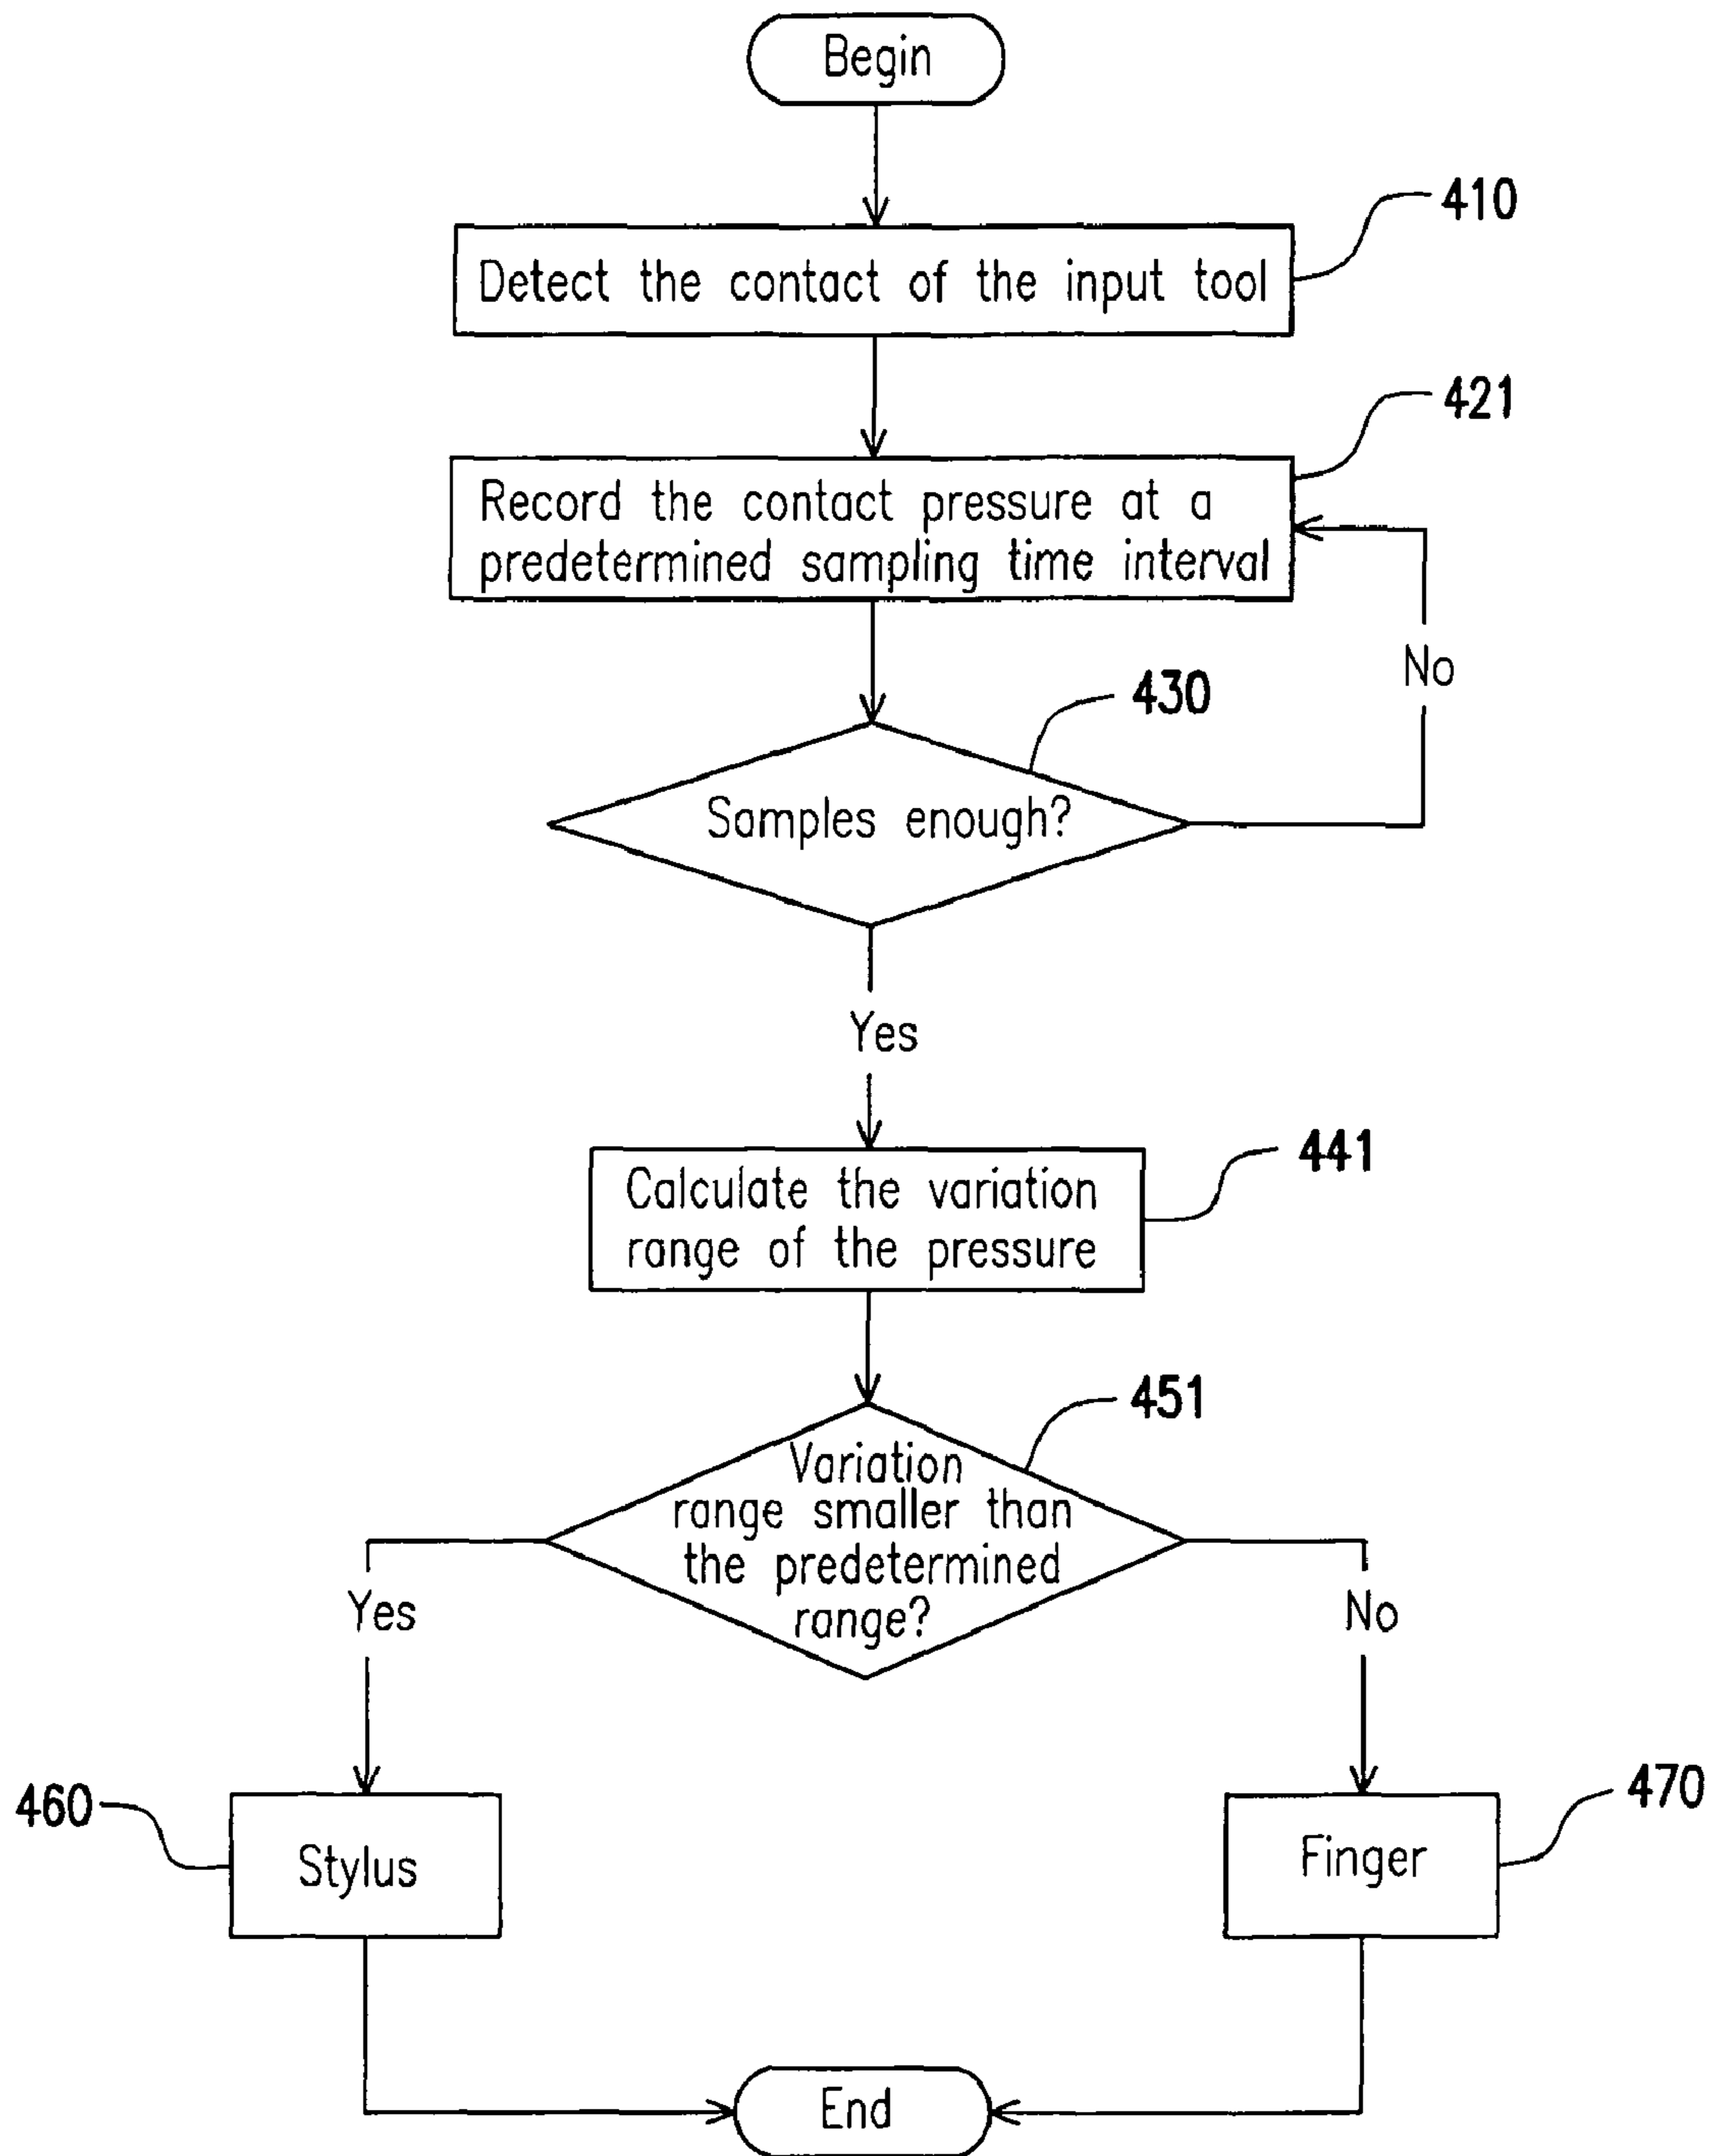 Begin
410
Detect the contact of the input tool
421
Record the contact pressure at a
predetermined sampling time interval
No
430
Samples enough?
Yes
441
Calculate the variation
range of the pressure
451
Variation
range smaller than
the predetermined
range?
Yes
No
460
Stylus
470
Finger
End